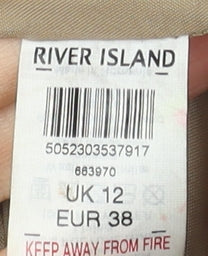 RIVER ISLAND
5052303537917
663970
UK 12
EUR 38
KEEP AWAY FROM FIRE